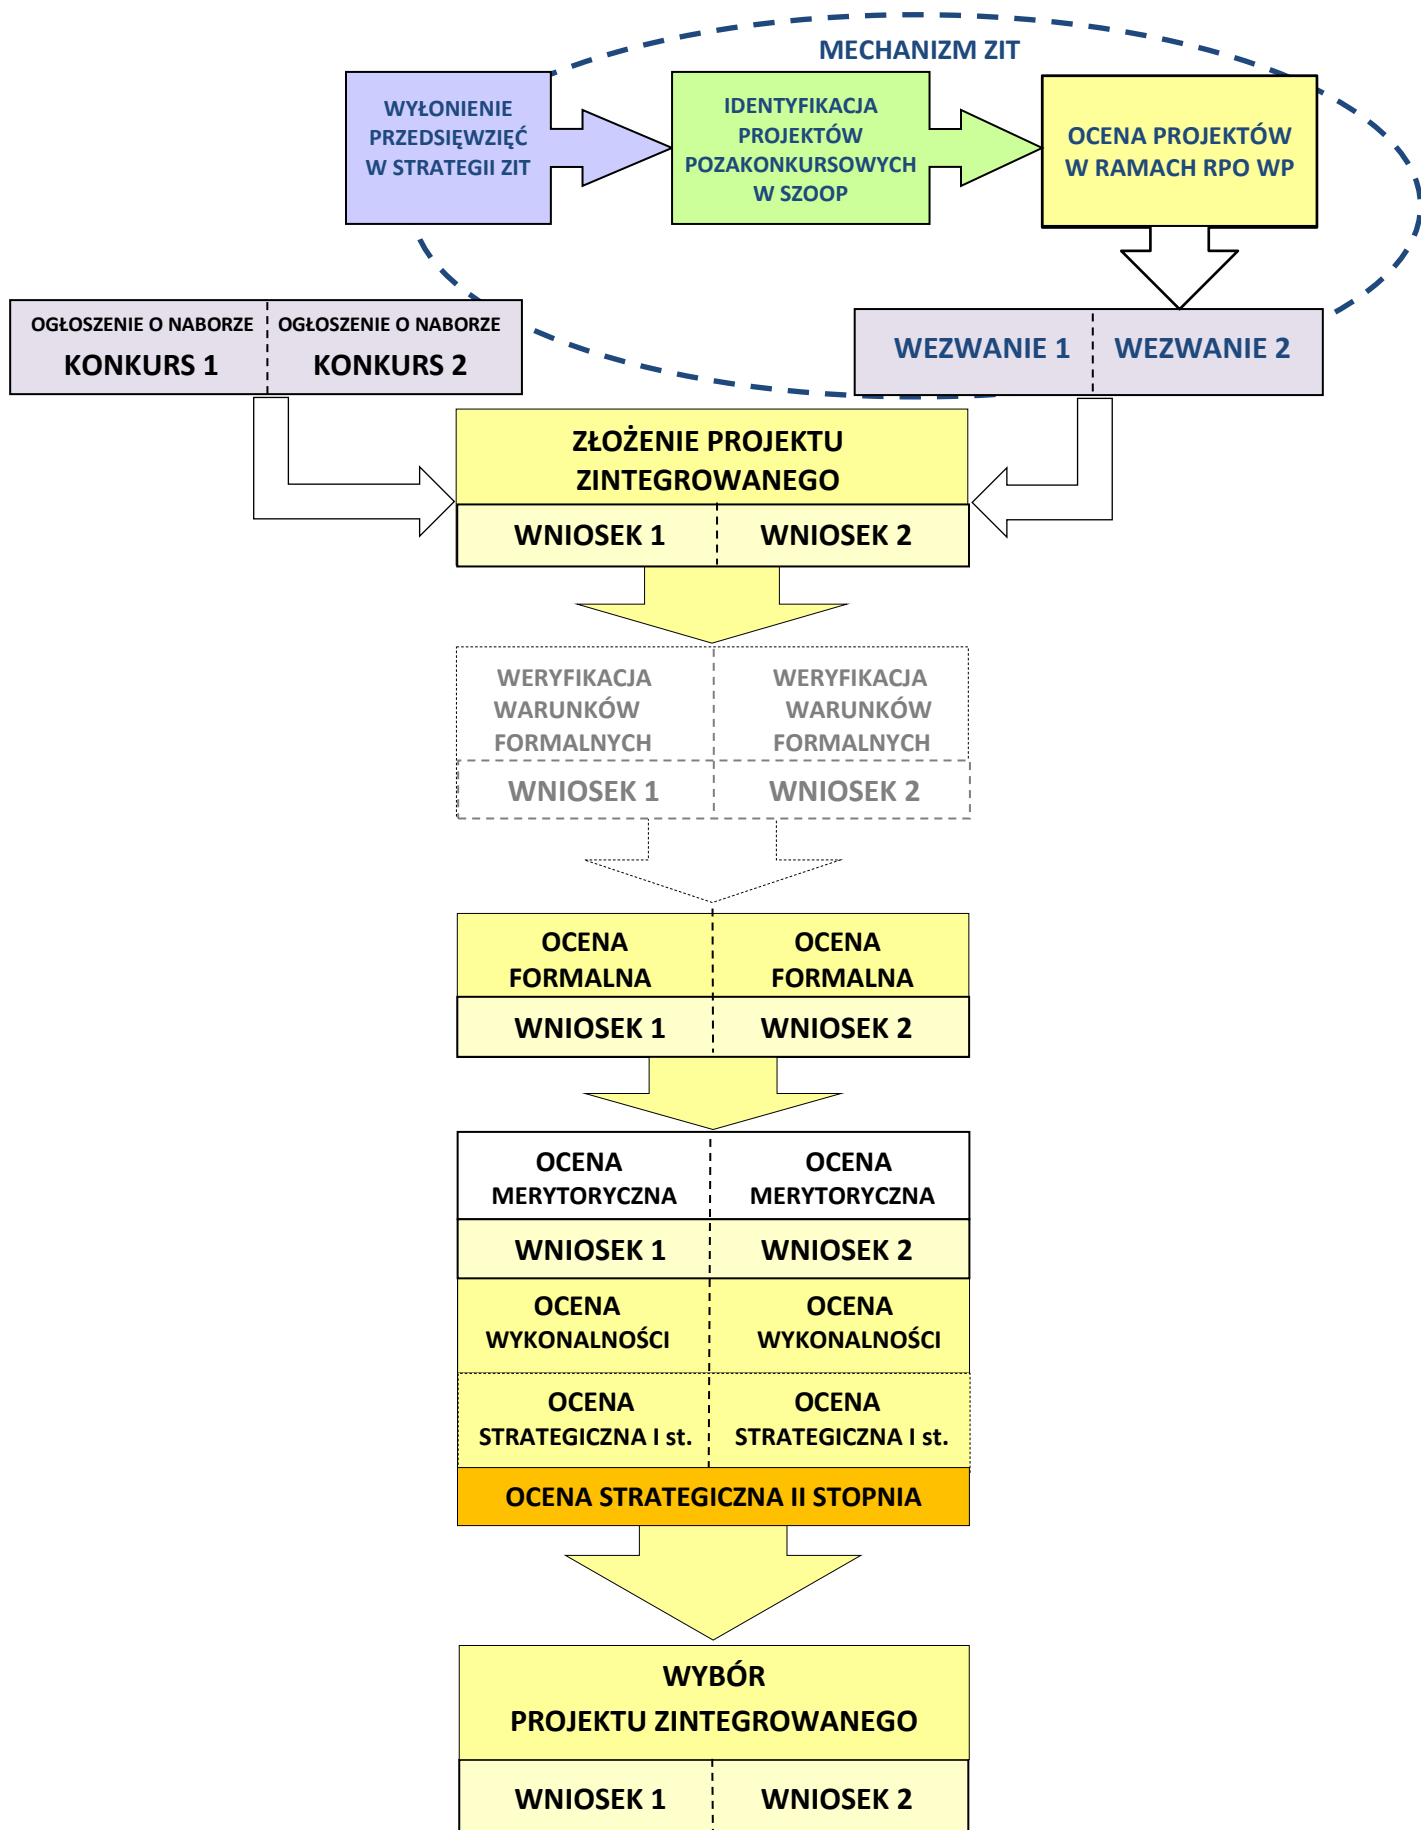 MECHANIZM ZIT
WYŁONIENIE
PRZEDSIĘWZIĘĆ
W STRATEGII ZIT
IDENTYFIKACJA
PROJEKTÓW
POZAKONKURSOWYCH
W SZOOP
OCENA PROJEKTÓW
W RAMACH RPO WP
OGŁOSZENIE O NABORZE
KONKURS 1
OGŁOSZENIE O NABORZE
KONKURS 2
WEZWANIE 1
WEZWANIE 2
ZŁOŻENIE PROJEKTU
ZINTEGROWANEGO
WNIOSEK 1
WNIOSEK 2
WERYFIKACJA
WARUNKÓW
FORMALNYCH
WNIOSEK 1
WERYFIKACJA
WARUNKÓW
FORMALNYCH
WNIOSEK 2
OCENA
FORMALNA
WNIOSEK 1
OCENA
FORMALNA
WNIOSEK 2
OCENA
MERYTORYCZNA
WNIOSEK 1
OCENA
MERYTORYCZNA
WNIOSEK 2
OCENA
WYKONALNOŚCI
OCENA
WYKONALNOŚCI
OCENA
STRATEGICZNA I st.
OCENA
STRATEGICZNA I st.
OCENA STRATEGICZNA II STOPNIA
WYBÓR
PROJEKTU ZINTEGROWANEGO
WNIOSEK 1
WNIOSEK 2